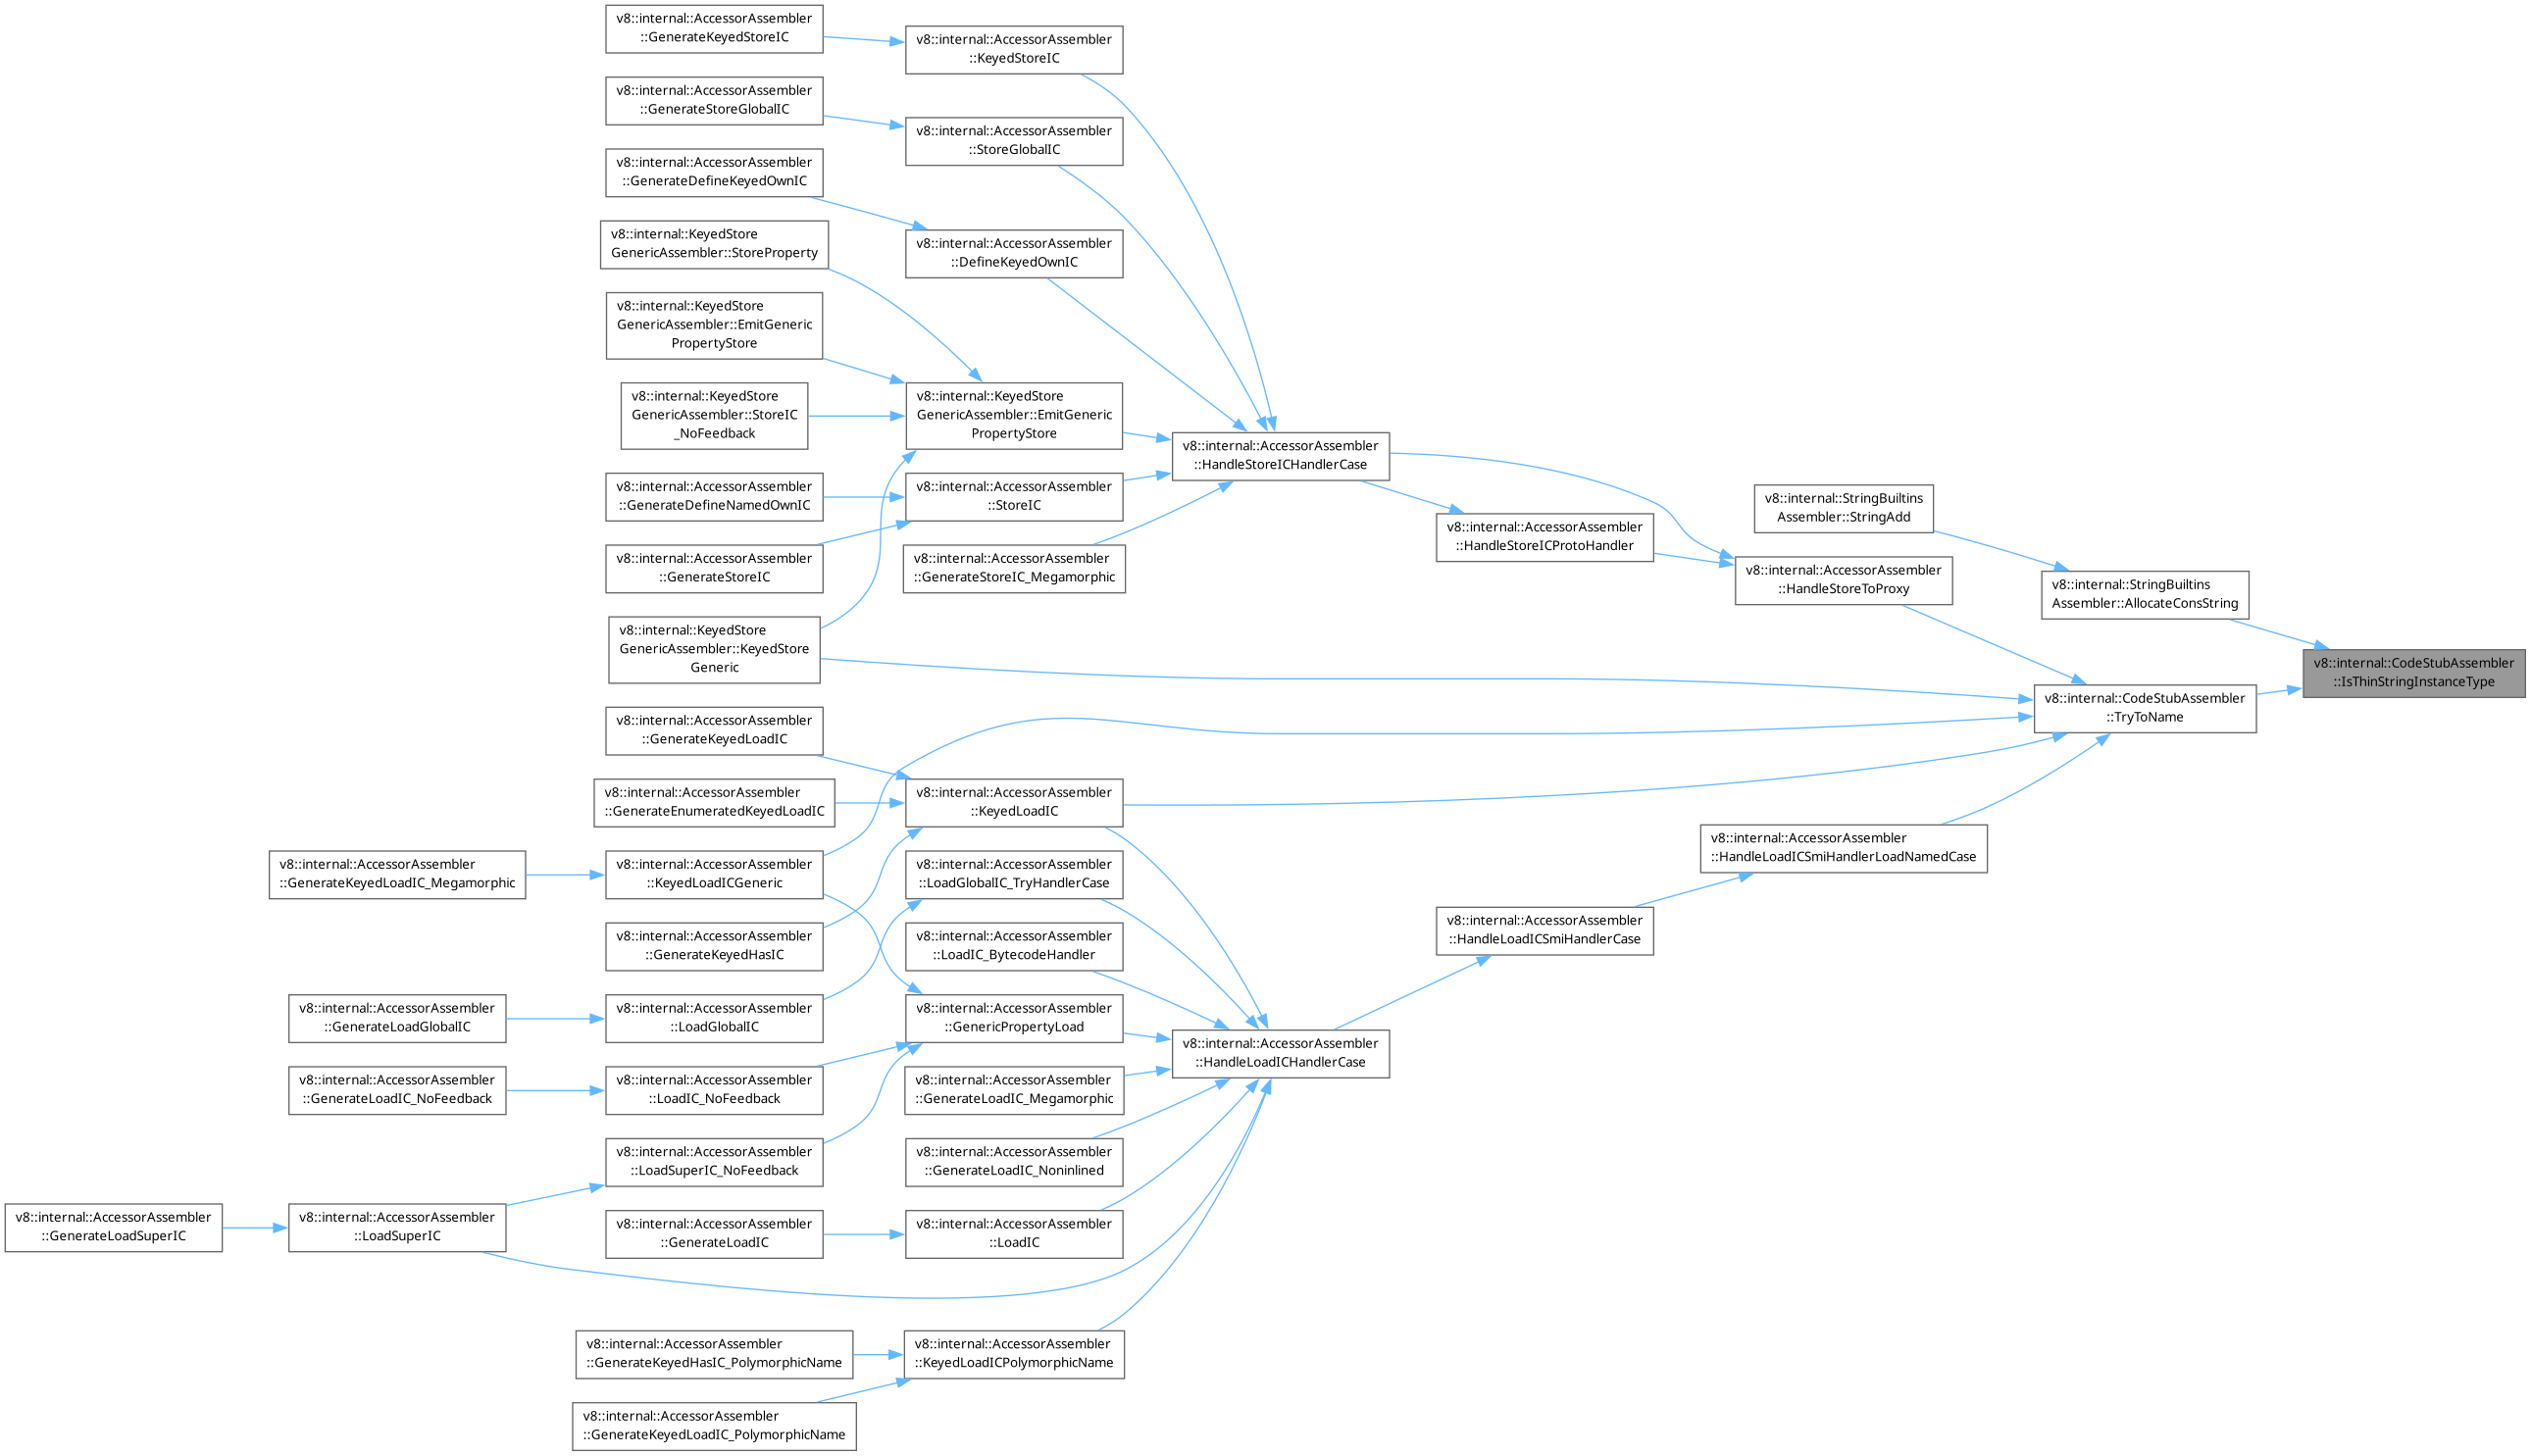 v8::internal::AccessorAssembler
::GenerateKeyedStoreIC
v8::internal::AccessorAssembler
::KeyedStoreIC
v8::internal::AccessorAssembler
::GenerateStoreGlobalIC
v8::internal::AccessorAssembler
::StoreGlobalIC
v8::internal::AccessorAssembler
::GenerateDefineKeyedOwnIC
v8::internal::KeyedStore
GenericAssembler::StoreProperty
v8::internal::AccessorAssembler
::DefineKeyedOwnIC
v8::internal::KeyedStore
GenericAssembler::EmitGeneric
PropertyStore
v8::internal::KeyedStore
GenericAssembler::StoreIC
_NoFeedback
v8::internal::KeyedStore
GenericAssembler::EmitGeneric
PropertyStore
v8::internal::AccessorAssembler
::HandleStoreICHandlerCase
v8::internal::AccessorAssembler
::GenerateDefineNamedOwnIC
v8::internal::AccessorAssembler
::StoreIC
v8::internal::StringBuiltins
Assembler::StringAdd
v8::internal::AccessorAssembler
::HandleStoreICProtoHandler
v8::internal::AccessorAssembler
::GenerateStoreIC
v8::internal::AccessorAssembler
::GenerateStoreIC_Megamorphic
v8::internal::AccessorAssembler
::HandleStoreToProxy
v8::internal::StringBuiltins
Assembler::AllocateConsString
v8::internal::KeyedStore
GenericAssembler::KeyedStore
Generic
v8::internal::CodeStubAssembler
::IsThinStringInstanceType
v8::internal::CodeStubAssembler
::TryToName
v8::internal::AccessorAssembler
::GenerateKeyedLoadIC
v8::internal::AccessorAssembler
::GenerateEnumeratedKeyedLoadIC
v8::internal::AccessorAssembler
::KeyedLoadIC
v8::internal::AccessorAssembler
::HandleLoadICSmiHandlerLoadNamedCase
v8::internal::AccessorAssembler
::GenerateKeyedLoadIC_Megamorphic
v8::internal::AccessorAssembler
::KeyedLoadICGeneric
v8::internal::AccessorAssembler
::LoadGlobalIC_TryHandlerCase
v8::internal::AccessorAssembler
::HandleLoadICSmiHandlerCase
v8::internal::AccessorAssembler
::GenerateKeyedHasIC
v8::internal::AccessorAssembler
::LoadIC_BytecodeHandler
v8::internal::AccessorAssembler
::GenerateLoadGlobalIC
v8::internal::AccessorAssembler
::LoadGlobalIC
v8::internal::AccessorAssembler
::GenericPropertyLoad
v8::internal::AccessorAssembler
::HandleLoadICHandlerCase
v8::internal::AccessorAssembler
::GenerateLoadIC_NoFeedback
v8::internal::AccessorAssembler
::LoadIC_NoFeedback
v8::internal::AccessorAssembler
::GenerateLoadIC_Megamorphic
v8::internal::AccessorAssembler
::LoadSuperIC_NoFeedback
v8::internal::AccessorAssembler
::GenerateLoadIC_Noninlined
v8::internal::AccessorAssembler
::GenerateLoadSuperIC
v8::internal::AccessorAssembler
::LoadSuperIC
v8::internal::AccessorAssembler
::GenerateLoadIC
v8::internal::AccessorAssembler
::LoadIC
v8::internal::AccessorAssembler
::GenerateKeyedHasIC_PolymorphicName
v8::internal::AccessorAssembler
::KeyedLoadICPolymorphicName
v8::internal::AccessorAssembler
::GenerateKeyedLoadIC_PolymorphicName